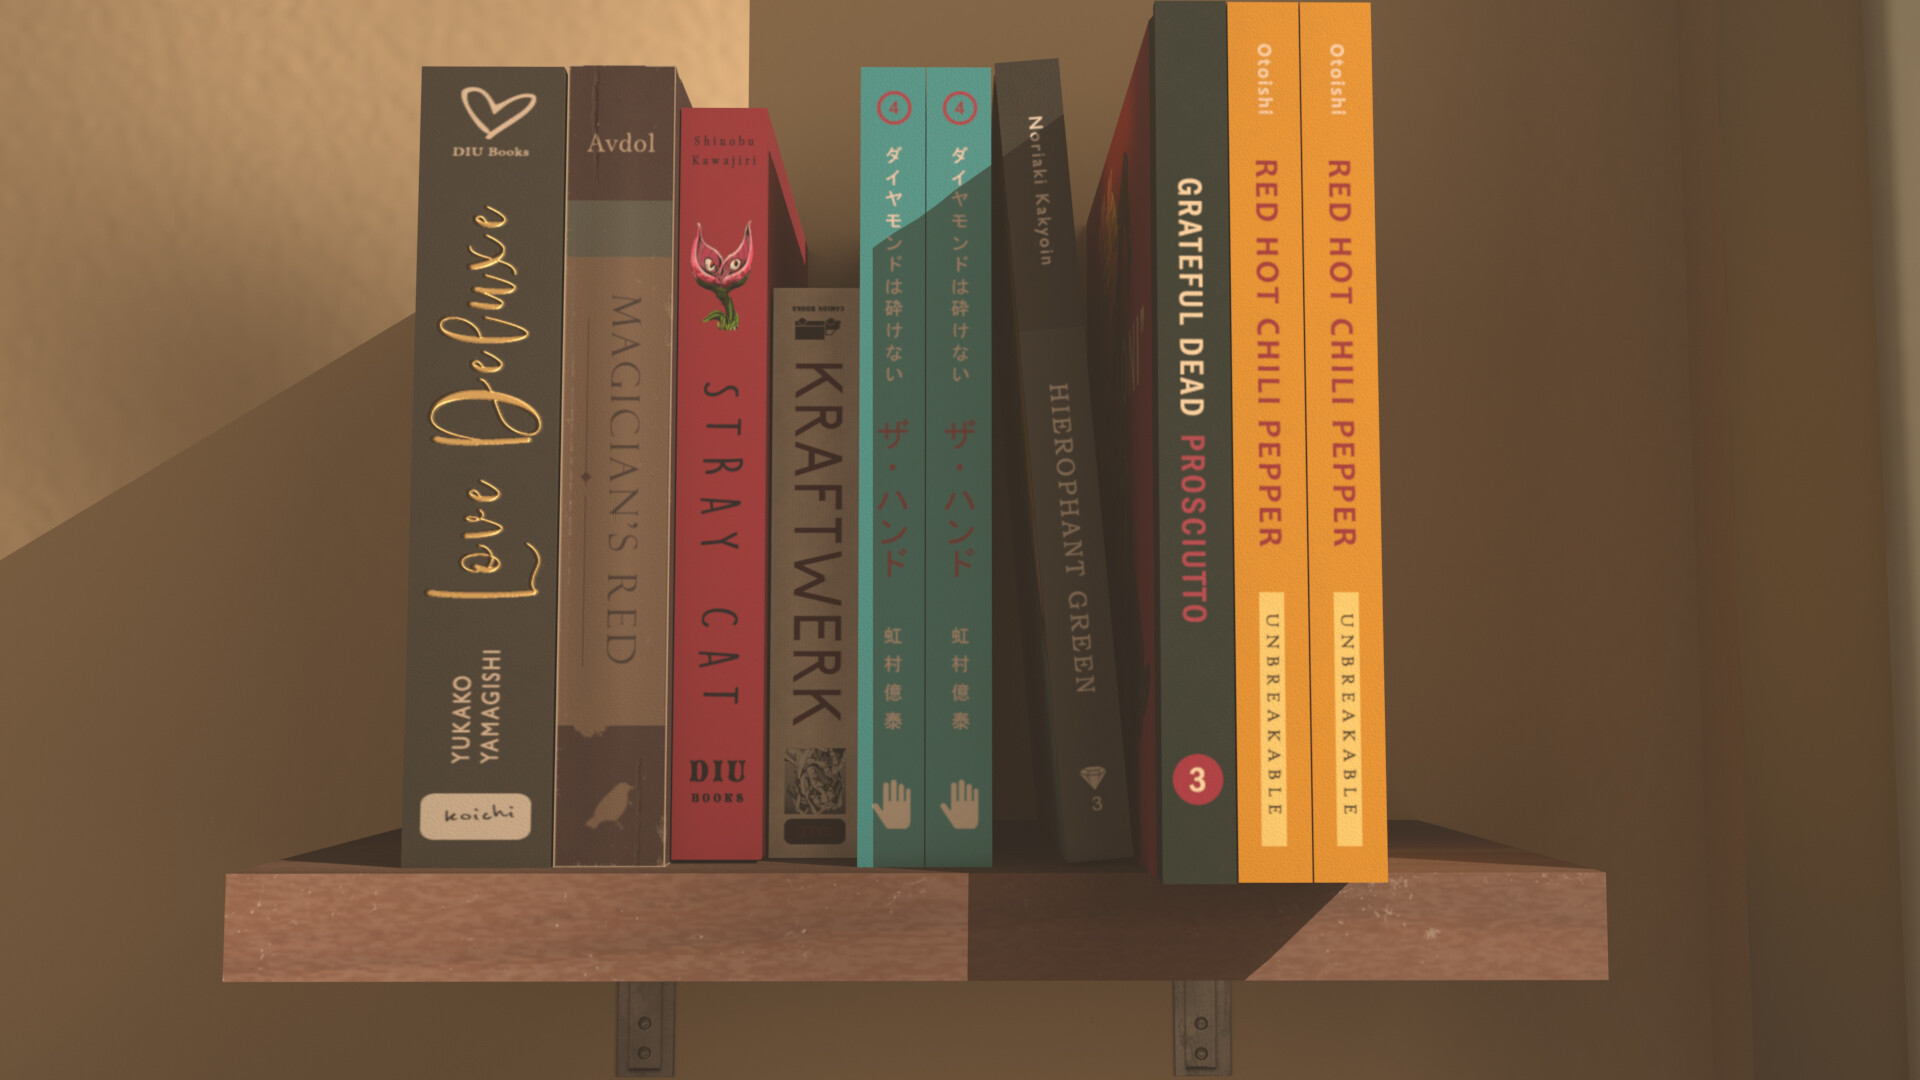 DIU Books
Love Deluxe
YUKAKO
YAMAGISHI
koichi
Avdol
MAGICIAN'S RED
Shinobu
Kawajiri
STRAY CAT
DIU
BOOKS
KRAFTWERK
4
ダイヤモンドは砕けない
ザ・ハンド
虹村億泰
4
ダイヤモンドは砕けない
ザ・ハンド
虹村億泰
Noriaki Kakyoin
HIEROPHANT GREEN
3
GRATEFUL DEAD PROSCIUTTO
3
Otoishi
RED HOT CHILI PEPPER
UNBREAKABLE
Otoishi
RED HOT CHILI PEPPER
UNBREAKABLE